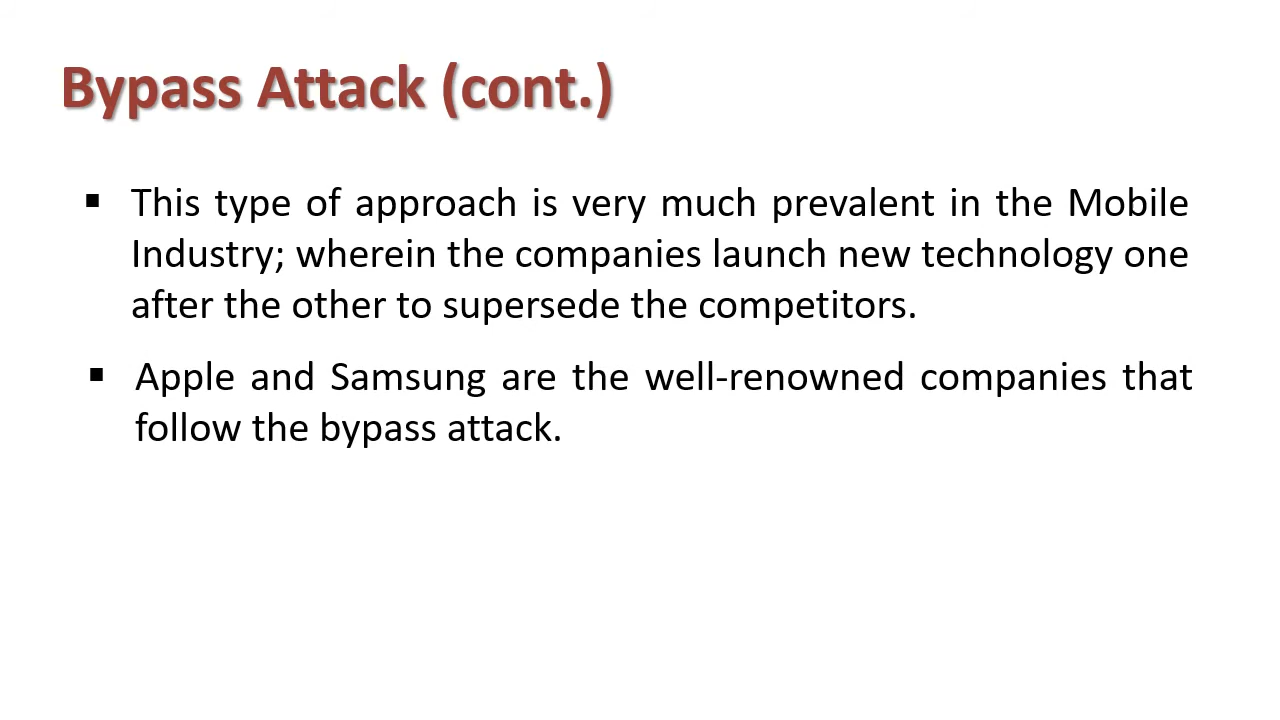 Bypass Attack (cont.)
▪ This type of approach is very much prevalent in the Mobile
Industry; wherein the companies launch new technology one
after the other to supersede the competitors.
▪ Apple and Samsung are the well-renowned companies that
follow the bypass attack.